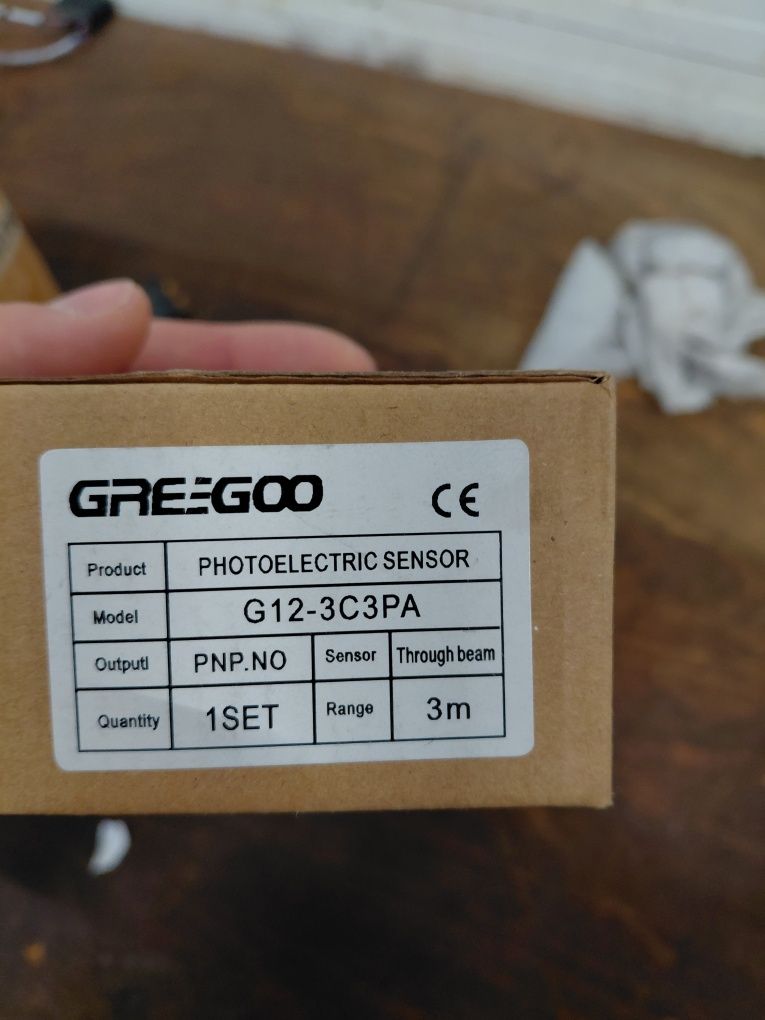 GREEGOO CE
Product PHOTOELECTRIC SENSOR
Model G12-3C3PA
Outputl PNP.NO Sensor Through beam
Quantity 1SET Range 3m